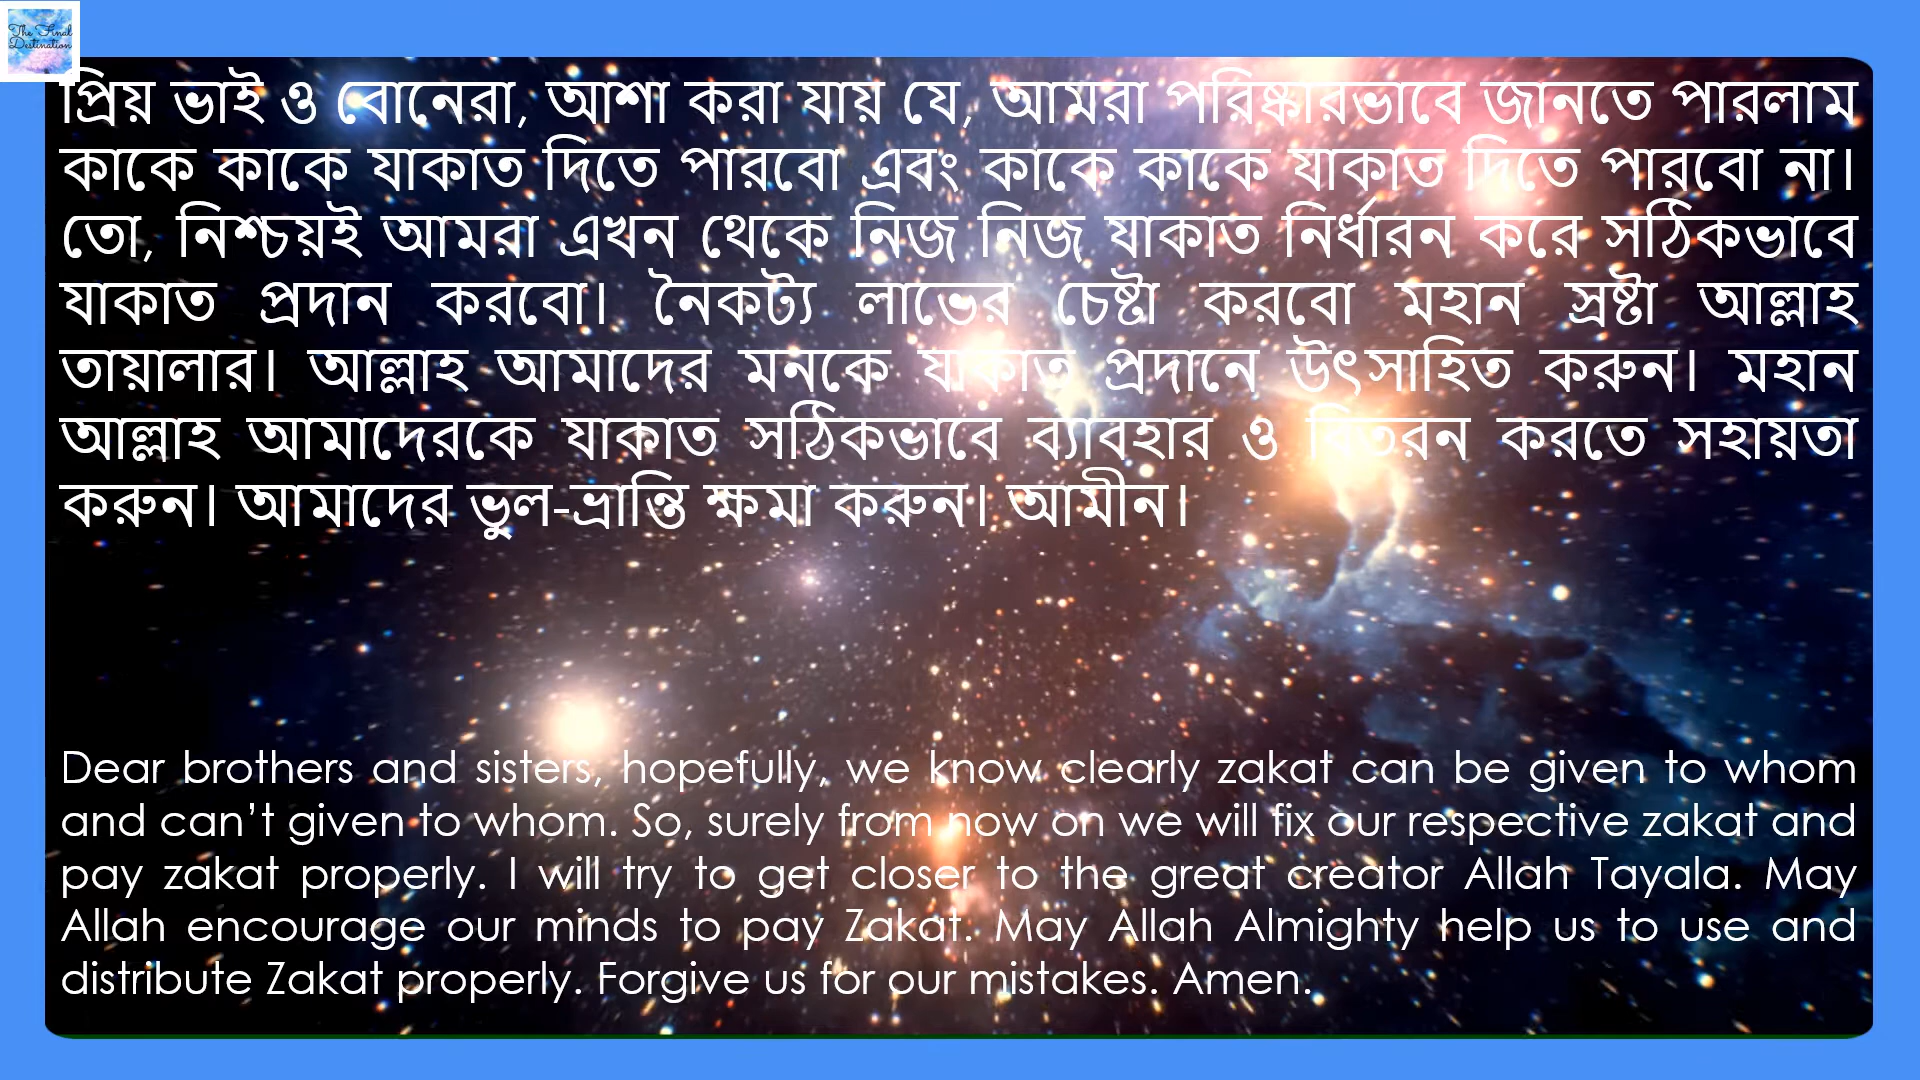 The Final
Destination
প্রিয় ভাই ও বোনেরা, আশা করা যায় যে, আমরা পরিষ্কারভাবে জানতে পারলাম
কাকে কাকে যাকাত দিতে পারবো এবং কাকে কাকে যাকাত দিতে পারবো না।
তো, নিশ্চয়ই আমরা এখন থেকে নিজ নিজ যাকাত নির্ধারন করে সঠিকভাবে
যাকাত প্রদান করবো। নৈকট্য লাভের চেষ্টা করবো মহান স্রষ্টা আল্লাহ
তায়ালার। আল্লাহ আমাদের মনকে যাকাত প্রদানে উৎসাহিত করুন। মহান
আল্লাহ আমাদেরকে যাকাত সঠিকভাবে ব্যাবহার ও বিতরন করতে সহায়তা
করুন। আমাদের ভুল-ভ্রান্তি ক্ষমা করুন। আমীন।
Dear brothers and sisters, hopefully, we know clearly zakat can be given to whom
and can’t given to whom. So, surely from now on we will fix our respective zakat and
pay zakat properly. I will try to get closer to the great creator Allah Tayala. May
Allah encourage our minds to pay Zakat. May Allah Almighty help us to use and
distribute Zakat properly. Forgive us for our mistakes. Amen.